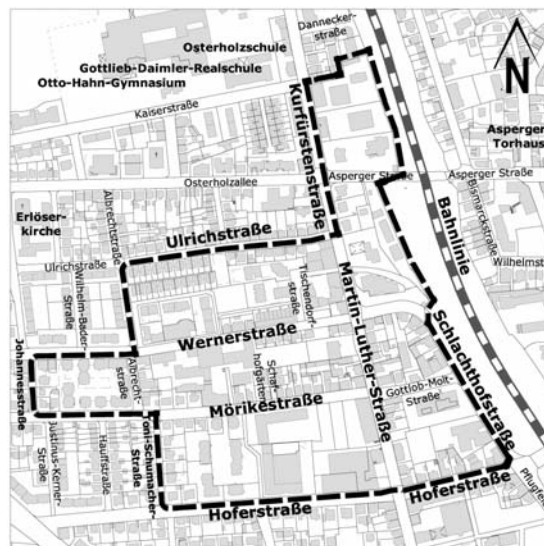 Dannecker-
straße
Osterholzschule
Gottlieb-Daimler-Realschule
Otto-Hahn-Gymnasium
N
Kaiserstraße
Kurfürstenstraße
Asperger
Torhaus
Asperger Straße
Asperger Straße
Osterholzallee
Bismarckstraße
Bahnlinie
Erlöser-
kirche
Albrechtstraße
Ulrichstraße
Ulrichstraße
Wilhelm-Bader-
Straße
Tischendorf-
straße
Wilhelmst
Martin-Luther-Straße
Wernerstraße
Schlachthofstraße
Johannesstraße
Albrecht-
straße
Schaf-
hofgärten
Gottlob-Molt-
Straße
Mörikestraße
Justinus-Kerner-
Straße
Hauffstraße
Toni-Schumacher-
Straße
Hoferstraße
Hoferstraße
Pflugfel